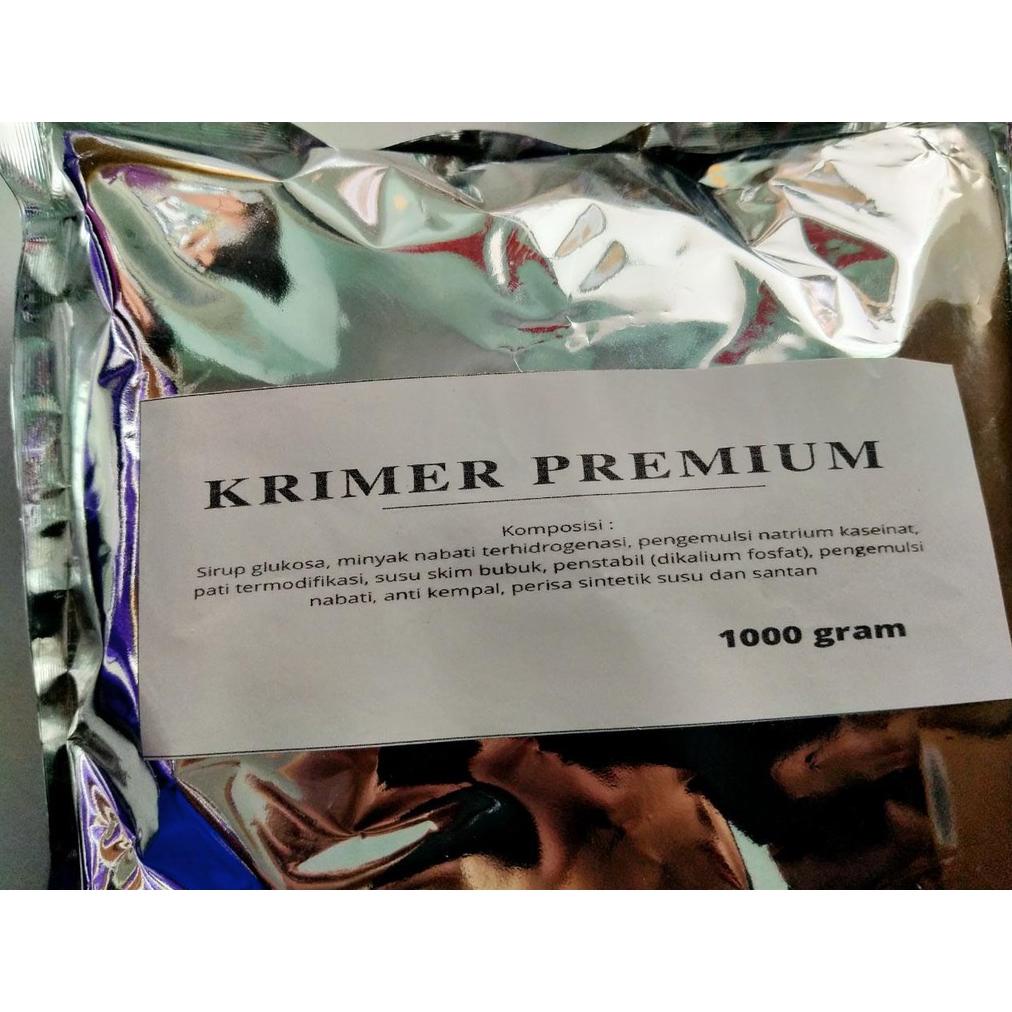 KRIMER PREMIUM
Komposisi :
Sirup glukosa, minyak nabati terhidrogenasi, pengemulsi natrium kaseinat,
pati termodifikasi, susu skim bubuk, penstabil (dikalium fosfat), pengemulsi
nabati, anti kempal, perisa sintetik susu dan santan
1000 gram